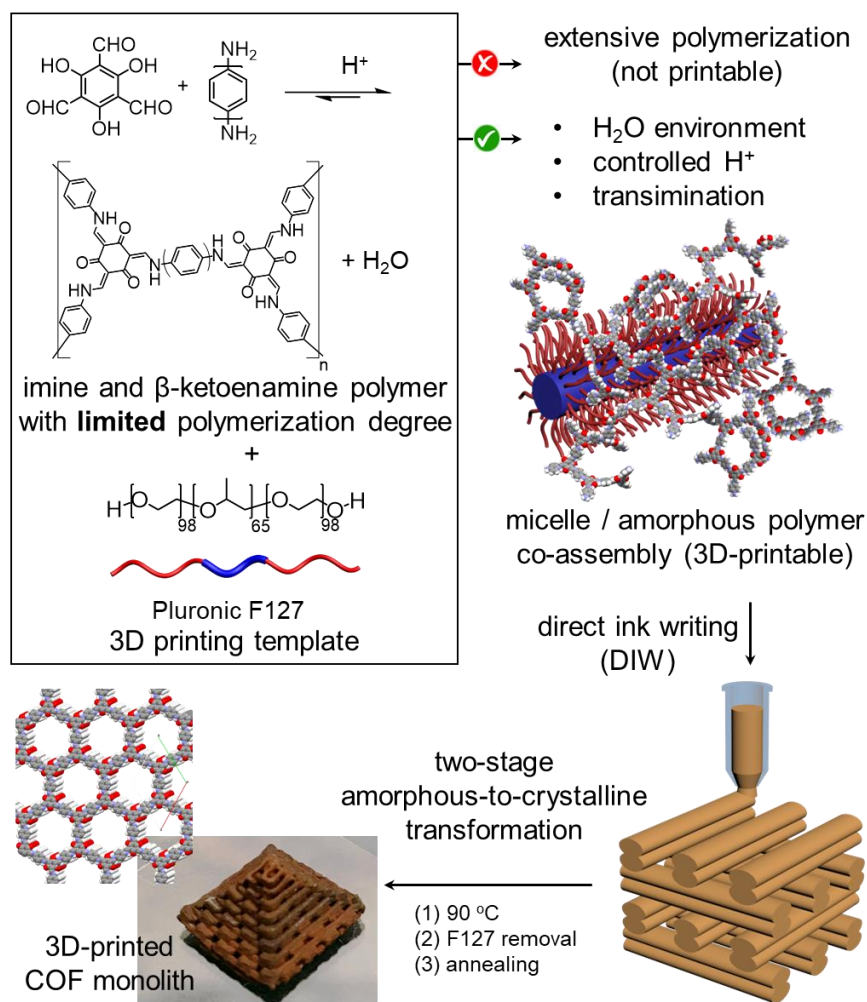 CHO
HO
OH
OHC
CHO
OH
+
NH2
NH2
H+
NH
O
O
O
HN
O
O
O
N
H
H
N
NH
O
O
O
HN
n
+ H2O
imine and β-ketoenamine polymer
with limited polymerization degree
+
H
O
98
O
65
O
98
O
H
Pluronic F127
3D printing template
extensive polymerization
(not printable)
• H2O environment
• controlled H+
• transimination
micelle / amorphous polymer
co-assembly (3D-printable)
direct ink writing
(DIW)
two-stage
amorphous-to-crystalline
transformation
(1) 90 ºC
(2) F127 removal
(3) annealing
3D-printed
COF monolith